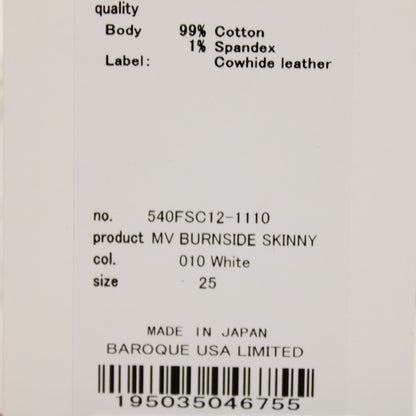 quality
Body 99% Cotton
1% Spandex
Label: Cowhide leather
no. 540FSC12-1110
product MV BURNSIDE SKINNY
col. 010 White
size 25
MADE IN JAPAN
BAROQUE USA LIMITED
195035046755